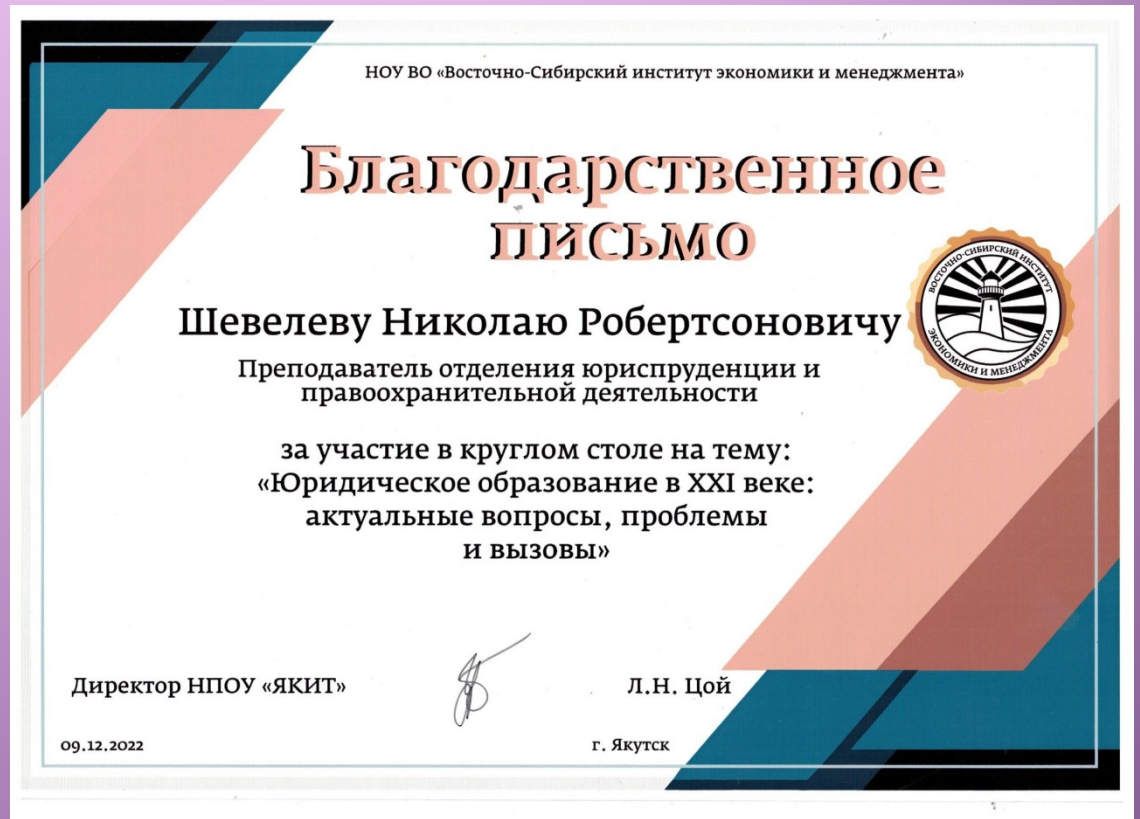 НОУ ВО «Восточно-Сибирский институт экономики и менеджмента»
Благодарственное
письмо
ВОСТОЧНО-СИБИРСКИЙ ИНСТИТУТ
ЭКОНОМИКИ И МЕНЕДЖМЕНТА
Шевелеву Николаю Робертсоновичу
Преподаватель отделения юриспруденции и
правоохранительной деятельности
за участие в круглом столе на тему:
«Юридическое образование в XXI веке:
актуальные вопросы, проблемы
и вызовы»
Директор НПОУ «ЯКИТ» Л.Н. Цой
09.12.2022 г. Якутск